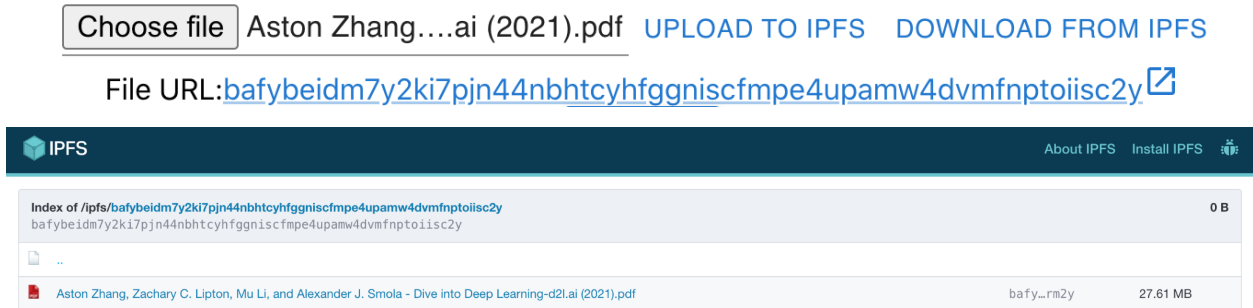 Choose file Aston Zhang....ai (2021).pdf UPLOAD TO IPFS DOWNLOAD FROM IPFS
File URL:bafybeidm7y2ki7pjn44nbhtcyhfggniscfmpe4upamw4dvmfnptoiisc2y
IPFS About IPFS Install IPFS
Index of /ipfs/bafybeidm7y2ki7pjn44nbhtcyhfggniscfmpe4upamw4dvmfnptoiisc2y 0 B
bafybeidm7y2ki7pjn44nbhtcyhfggniscfmpe4upamw4dvmfnptoiisc2y
..
Aston Zhang, Zachary C. Lipton, Mu Li, and Alexander J. Smola - Dive into Deep Learning-d2l.ai (2021).pdf bafy…rm2y 27.61 MB